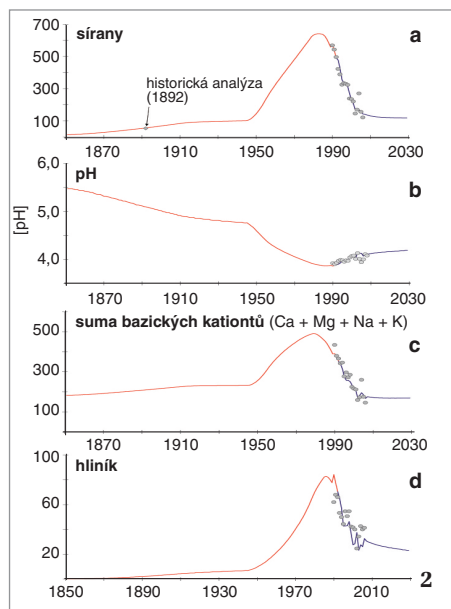 700
sírany
a
500
historická analýza
(1892)
300
100
1870 1910 1950 1990 2030
6,0
pH
b
[pH]
5,0
4,0
1870 1910 1950 1990 2030
suma bazických kationtů (Ca + Mg + Na + K)
500
c
300
100
1870 1910 1950 1990 2030
100
hliník
d
60
20
2
1850 1890 1930 1970 2010